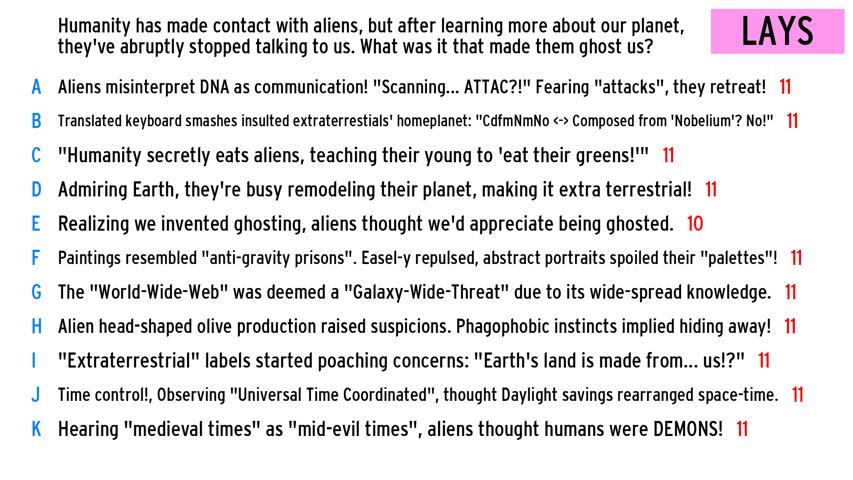 Humanity has made contact with aliens, but after learning more about our planet,
they've abruptly stopped talking to us. What was it that made them ghost us?
LAYS
A Aliens misinterpret DNA as communication! "Scanning... ATTAC?!" Fearing "attacks", they retreat! 11
B Translated keyboard smashes insulted extraterrestials' homeplanet: "CdfmNmNo <-> Composed from 'Nobelium'? No!" 11
C "Humanity secretly eats aliens, teaching their young to 'eat their greens!'" 11
D Admiring Earth, they're busy remodeling their planet, making it extra terrestrial! 11
E Realizing we invented ghosting, aliens thought we'd appreciate being ghosted. 10
F Paintings resembled "anti-gravity prisons". Easel-y repulsed, abstract portraits spoiled their "palettes"! 11
G The "World-Wide-Web" was deemed a "Galaxy-Wide-Threat" due to its wide-spread knowledge. 11
H Alien head-shaped olive production raised suspicions. Phagophobic instincts implied hiding away! 11
I "Extraterrestrial" labels started poaching concerns: "Earth's land is made from... us!?" 11
J Time control!, Observing "Universal Time Coordinated", thought Daylight savings rearranged space-time. 11
K Hearing "medieval times" as "mid-evil times", aliens thought humans were DEMONS! 11